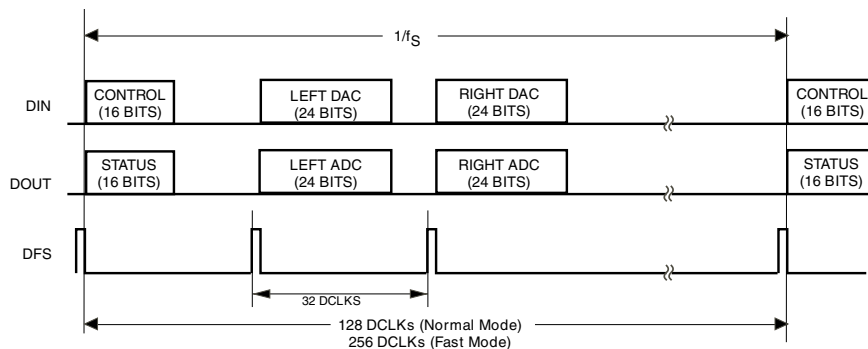 1/fS
DIN
CONTROL
(16 BITS)
LEFT DAC
(24 BITS)
RIGHT DAC
(24 BITS)
CONTROL
(16 BITS)
DOUT
STATUS
(16 BITS)
LEFT ADC
(24 BITS)
RIGHT ADC
(24 BITS)
STATUS
(16 BITS)
DFS
32 DCLKS
128 DCLKs (Normal Mode)
256 DCLKs (Fast Mode)